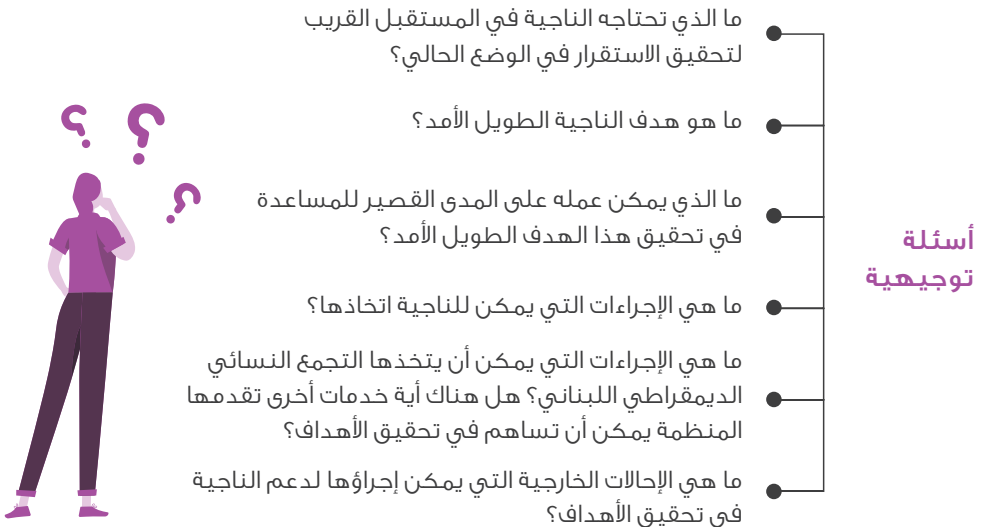 أسئلة
توجيهية
ما الذي تحتاجه الناجية في المستقبل القريب
لتحقيق الاستقرار في الوضع الحالي؟
ما هو هدف الناجية الطويل الأمد؟
ما الذي يمكن عمله على المدى القصير للمساعدة
في تحقيق هذا الهدف الطويل الأمد؟
ما هي الإجراءات التي يمكن للناجية اتخاذها؟
ما هي الإجراءات التي يمكن أن يتخذها التجمع النسائي
الديمقراطي اللبناني؟ هل هناك أية خدمات أخرى تقدمها
المنظمة يمكن أن تساهم في تحقيق الأهداف؟
ما هي الإحالات الخارجية التي يمكن إجراؤها لدعم الناجية
في تحقيق الأهداف؟
؟
؟
؟